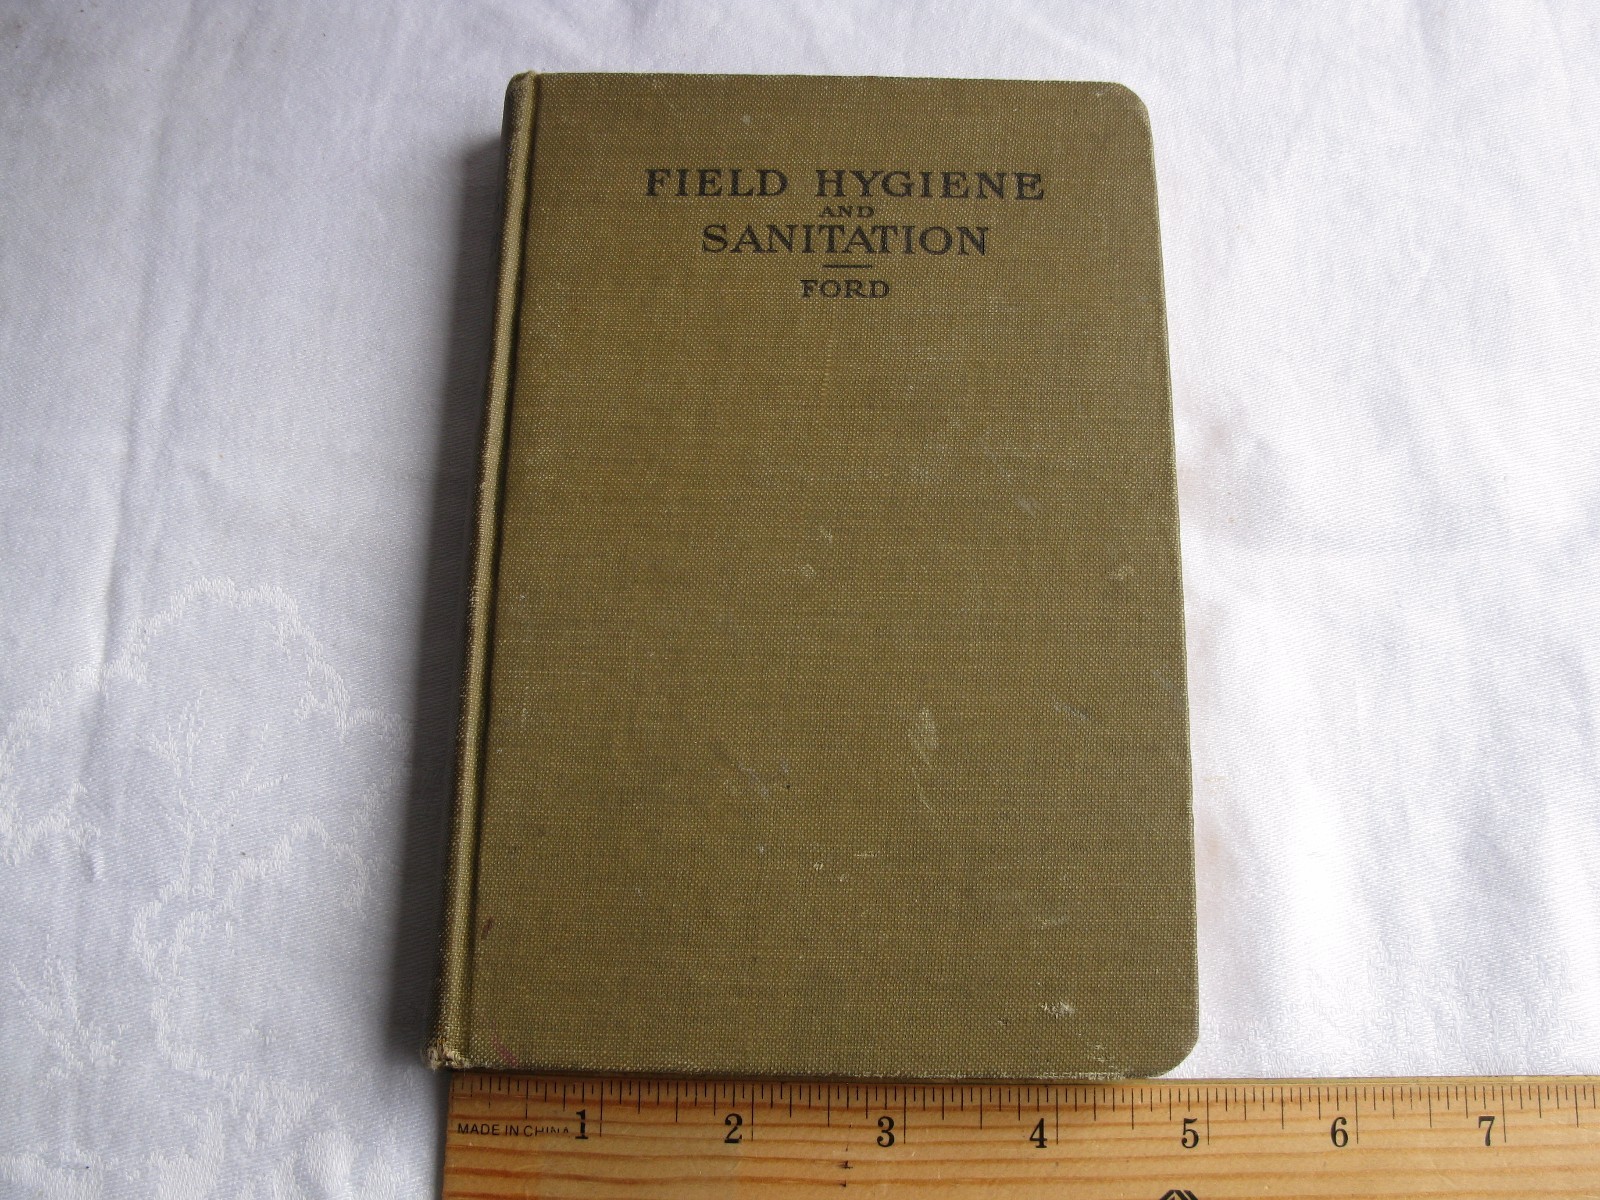 FIELD HYGIENE
AND
SANITATION
FORD
MADE IN CHINA
1 2 3 4 5 6 7